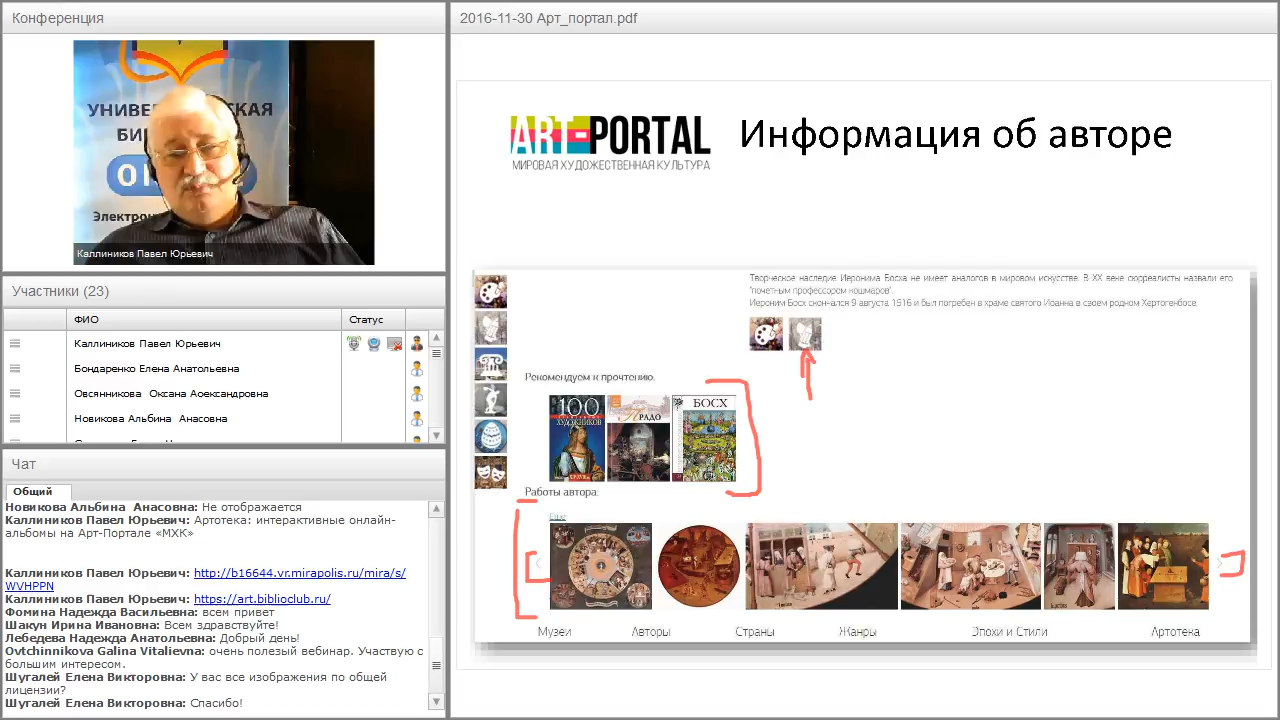 Конференция
УНИВЕ
СКАЯ
БИ
Электрон
Каллиников Павел Юрьевич
Участники (23)
ФИО
Статус
Каллиников Павел Юрьевич
Бондаренко Елена Анатольевна
Овсянникова Оксана Аоександровна
Новикова Альбина Анасовна
Чат
Общий
Новикова Альбина Анасовна: Не отображается
Каллиников Павел Юрьевич: Артотека: интерактивные онлайн-
альбомы на Арт-Портале «МХК»
Каллиников Павел Юрьевич: http://b16644.vr.mirapolis.ru/mira/s/
WVHPPN
Каллиников Павел Юрьевич: https://art.biblioclub.ru/
Фомина Надежда Васильевна: всем привет
Шакун Ирина Ивановна: Всем здравствуйте!
Лебедева Надежда Анатольевна: Добрый день!
Ovtchinnikova Galina Vitalievna: очень полезый вебинар. Участвую с
большим интересом.
Шугалей Елена Викторовна: У вас все изображения по общей
лицензии?
Шугалей Елена Викторовна: Спасибо!
2016-11-30 Арт_портал.pdf
ART-PORTAL
МИРОВАЯ ХУДОЖЕСТВЕННАЯ КУЛЬТУРА
Информация об авторе
Творческое наследие Иеронима Босха не имеет аналогов в мировом искусстве. В XX веке сюрреалисты назвали его
"почетным профессором кошмаров".
Иероним Босх скончался 9 августа 1516 и был погребен в храме святого Иоанна в своем родном Хертогенбосе.
Рекомендуем к прочтению:
100
ХУДОЖНИКОВ
ПРАДО
БОСХ
Работы автора:
Еще
Музеи Авторы Страны Жанры Эпохи и Стили Артотека